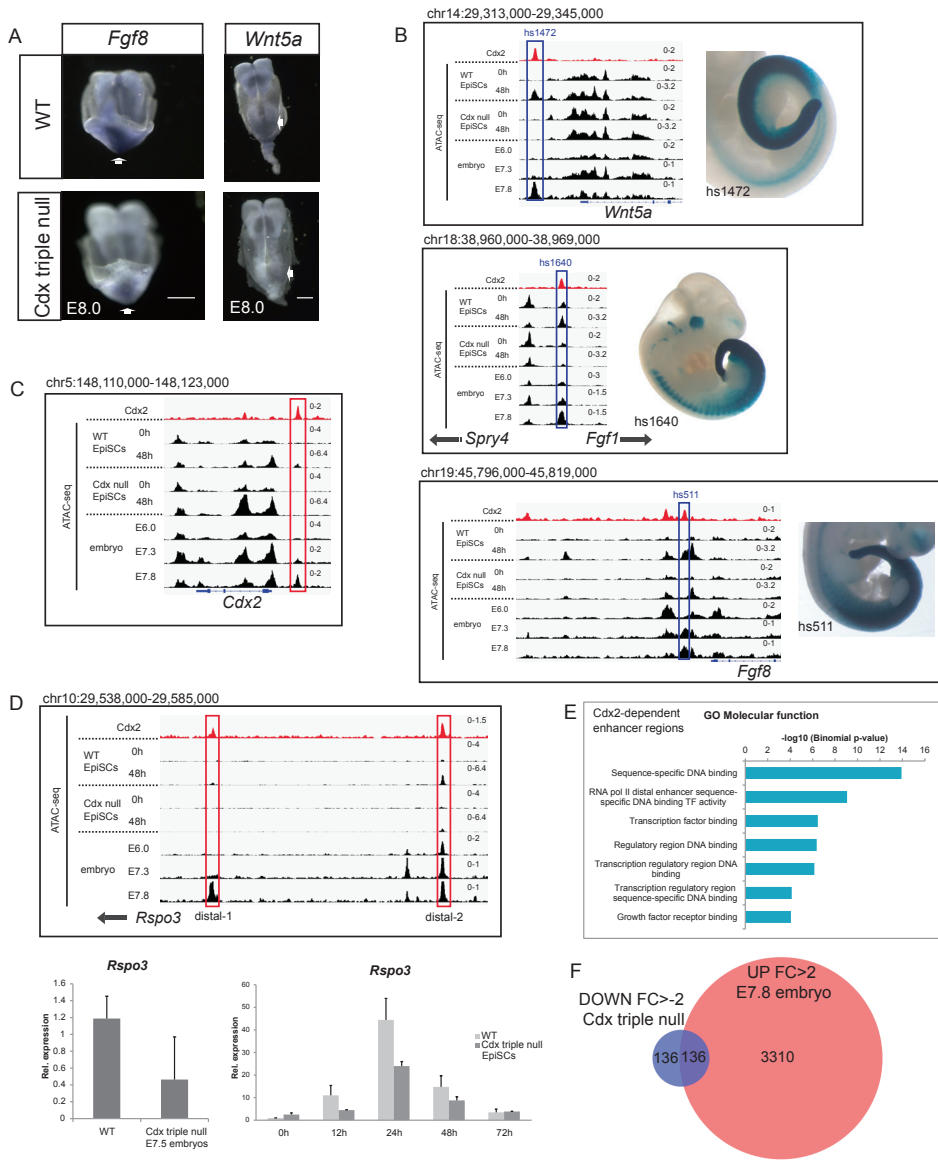 A
Fgf8
Wnt5a
WT
Cdx triple null
E8.0
B
chr14:29,313,000-29,345,000
hs1472
Cdx2
0-2
ATAC-seq
WT EpiSCs
0h
0-2
48h
0-3.2
Cdx null EpiSCs
0h
0-2
48h
0-3.2
embryo
E6.0
0-2
E7.3
0-1
E7.8
0-1
Wnt5a
hs1472
chr18:38,960,000-38,969,000
hs1640
Cdx2
0-2
ATAC-seq
WT EpiSCs
0h
0-2
48h
0-3.2
Cdx null EpiSCs
0h
0-2
48h
0-3.2
embryo
E6.0
0-3
E7.3
0-1.5
E7.8
0-1.5
Spry4
Fgf1
hs1640
chr19:45,796,000-45,819,000
hs511
Cdx2
0-1
ATAC-seq
WT EpiSCs
0h
0-2
48h
0-3.2
Cdx null EpiSCs
0h
0-2
48h
0-3.2
embryo
E6.0
0-2
E7.3
0-1
E7.8
0-1
Fgf8
hs511
C
chr5:148,110,000-148,123,000
Cdx2
0-2
ATAC-seq
WT EpiSCs
0h
0-4
48h
0-6.4
Cdx null EpiSCs
0h
0-4
48h
0-6.4
embryo
E6.0
0-4
E7.3
0-2
E7.8
0-2
Cdx2
D
chr10:29,538,000-29,585,000
Cdx2
0-1.5
ATAC-seq
WT EpiSCs
0h
0-4
48h
0-6.4
Cdx null EpiSCs
0h
0-4
48h
0-6.4
embryo
E6.0
0-2
E7.3
0-1
E7.8
0-1
Rspo3
distal-1
distal-2
Rspo3
Rel. expression
1.6
1.4
1.2
1
0.8
0.6
0.4
0.2
0
WT
Cdx triple null
E7.5 embryos
Rspo3
Rel. expression
60
50
40
30
20
10
0
WT
Cdx triple null
EpiSCs
0h
12h
24h
48h
72h
E
Cdx2-dependent
enhancer
regions
GO Molecular function
-log10 (Binomial p-value)
0 2 4 6 8 10 12 14 16
Sequence-specific DNA binding
RNA pol II distal enhancer sequence-
specific DNA binding TF activity
Transcription factor binding
Regulatory region DNA binding
Transcription regulatory region DNA
binding
Transcription regulatory region
sequence-specific DNA binding
Growth factor receptor binding
F
UP FC>2
E7.8 embryo
DOWN FC>-2
Cdx triple null
136
136
3310